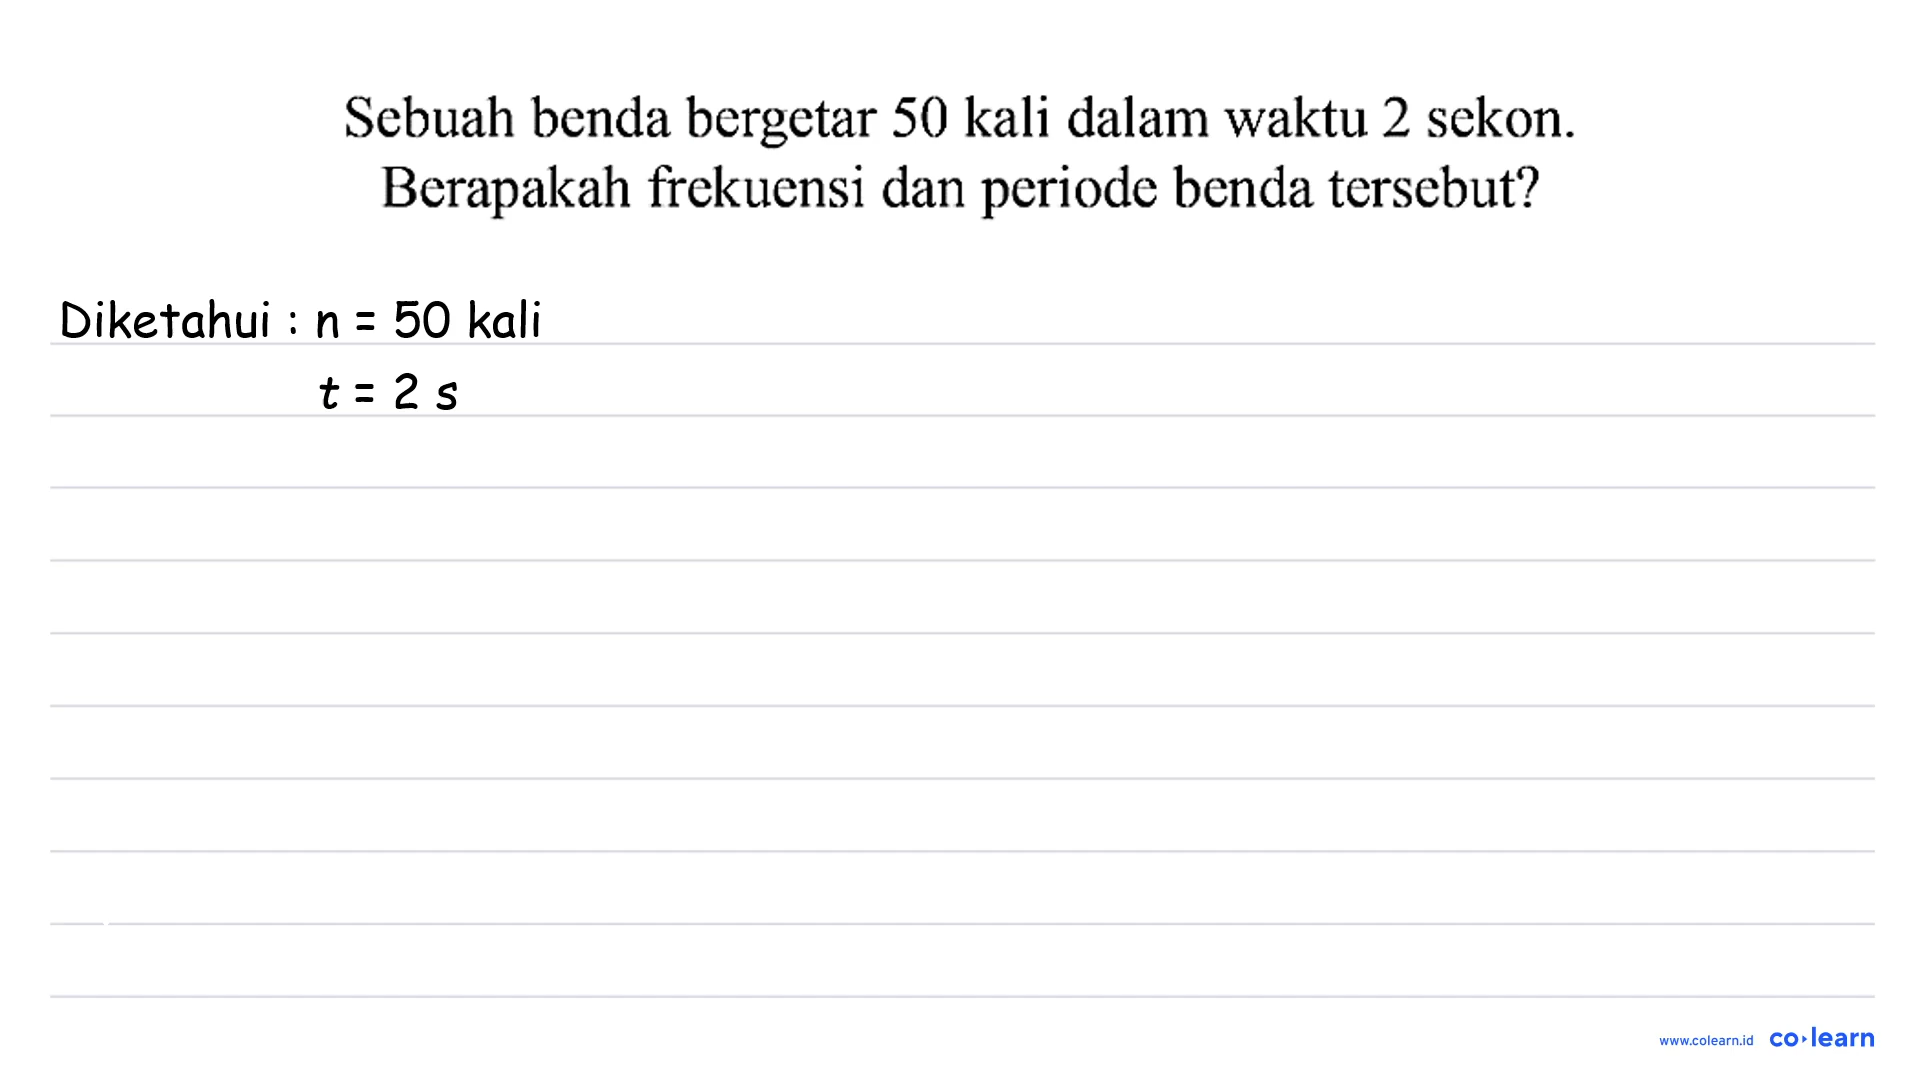 Sebuah benda bergetar 50 kali dalam waktu 2 sekon.
Berapakah frekuensi dan periode benda tersebut?
Diketahui : n = 50 kali
t = 2 s
www.colearn.id co learn